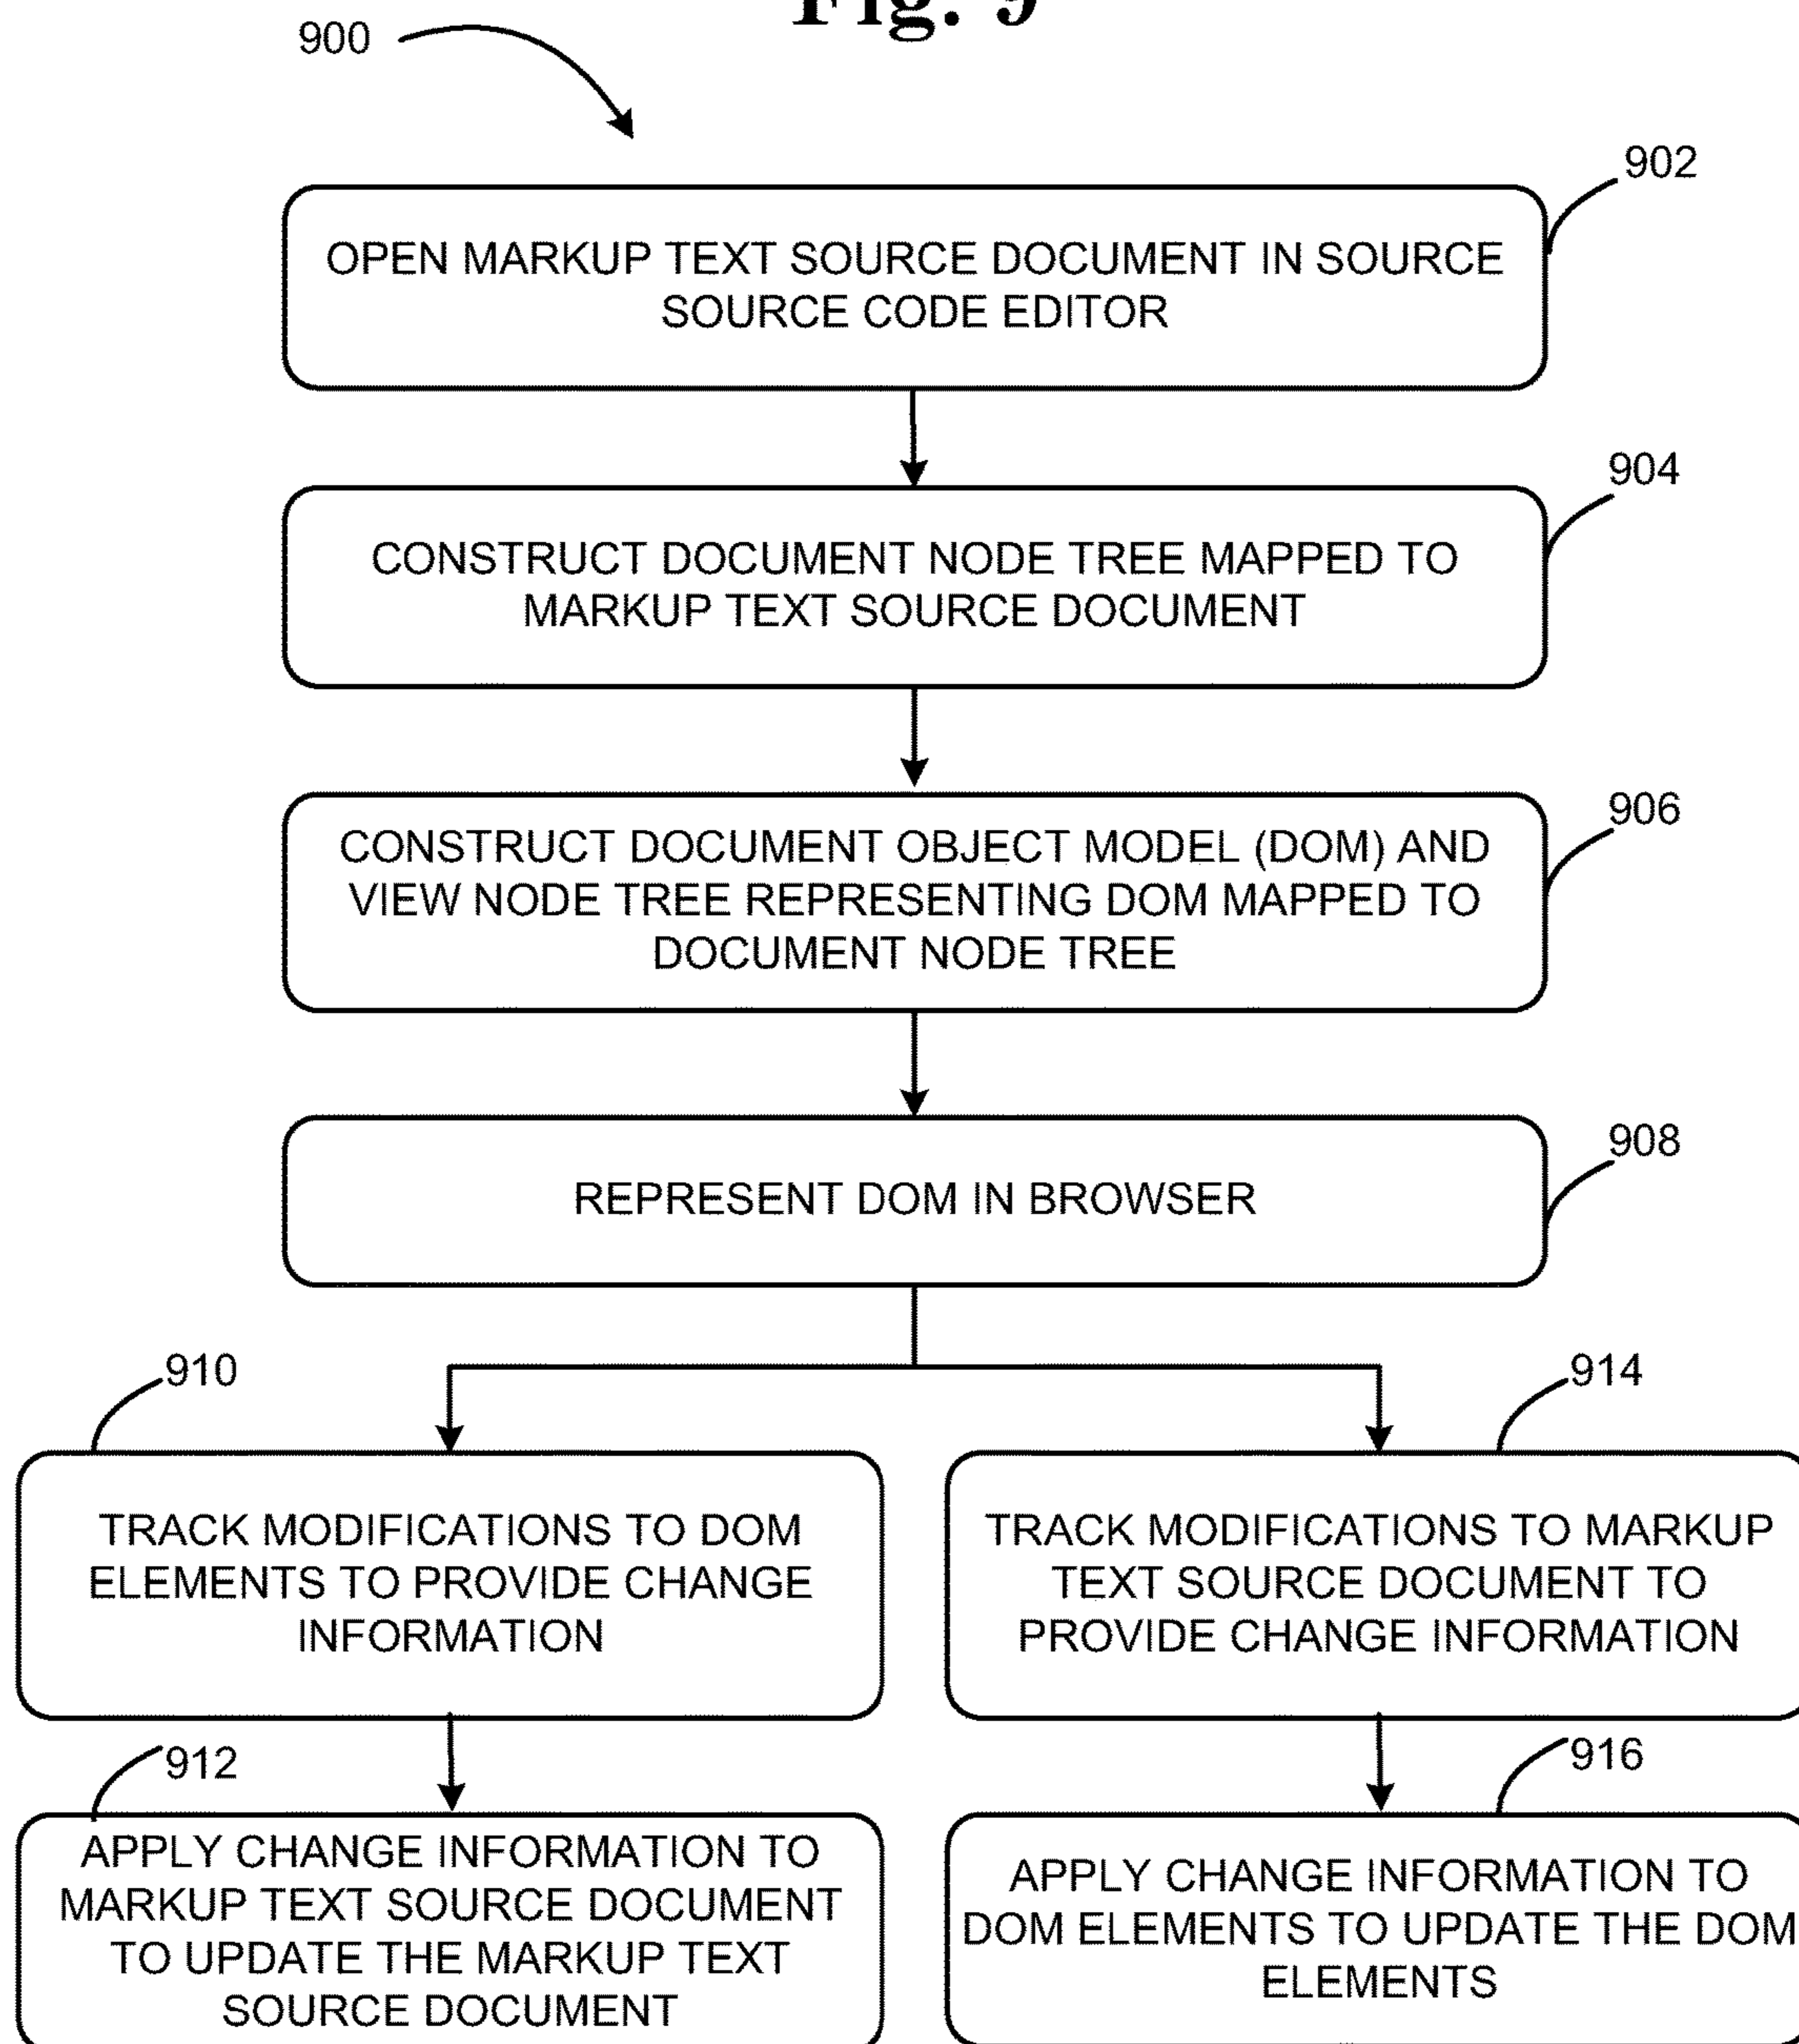 Fig. 9
900
902
OPEN MARKUP TEXT SOURCE DOCUMENT IN SOURCE
SOURCE CODE EDITOR
904
CONSTRUCT DOCUMENT NODE TREE MAPPED TO
MARKUP TEXT SOURCE DOCUMENT
906
CONSTRUCT DOCUMENT OBJECT MODEL (DOM) AND
VIEW NODE TREE REPRESENTING DOM MAPPED TO
DOCUMENT NODE TREE
908
REPRESENT DOM IN BROWSER
910
TRACK MODIFICATIONS TO DOM
ELEMENTS TO PROVIDE CHANGE
INFORMATION
914
TRACK MODIFICATIONS TO MARKUP
TEXT SOURCE DOCUMENT TO
PROVIDE CHANGE INFORMATION
912
APPLY CHANGE INFORMATION TO
MARKUP TEXT SOURCE DOCUMENT
TO UPDATE THE MARKUP TEXT
SOURCE DOCUMENT
916
APPLY CHANGE INFORMATION TO
DOM ELEMENTS TO UPDATE THE DOM
ELEMENTS